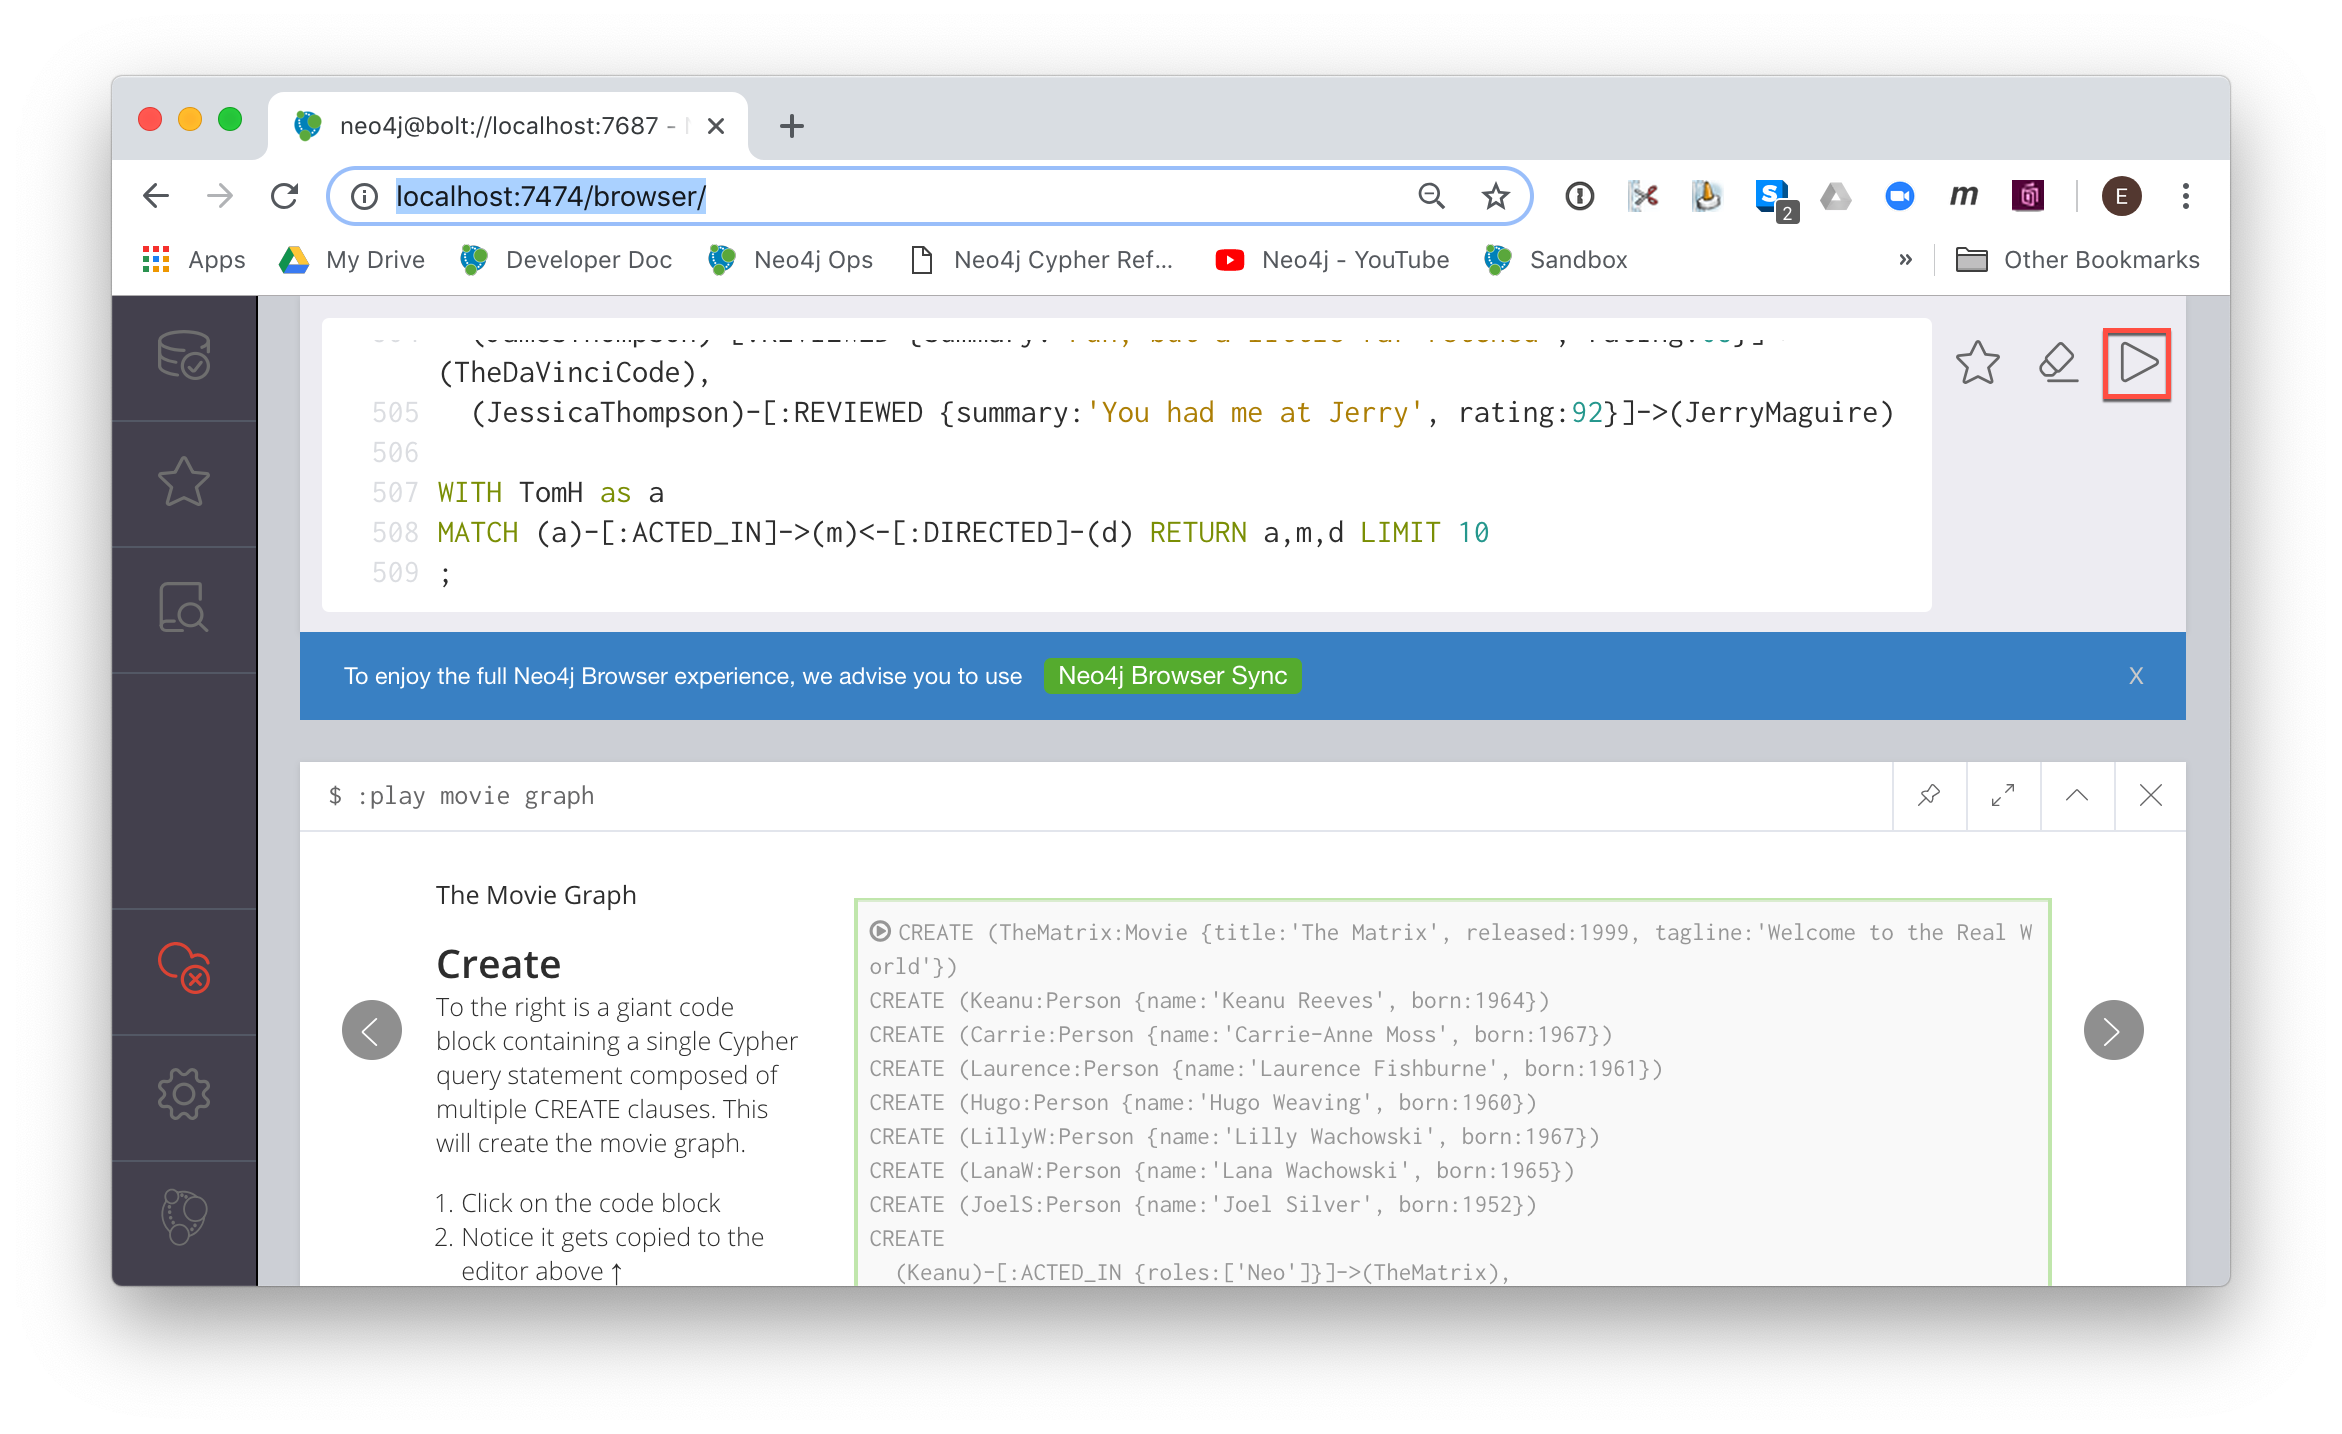 neo4j@bolt://localhost:7687 -
localhost:7474/browser/
2
m
E
Apps
My Drive
Developer Doc
Neo4j Ops
Neo4j Cypher Ref...
Neo4j - YouTube
Sandbox
»
Other Bookmarks
(TheDaVinciCode),
505 (JessicaThompson)-[:REVIEWED {summary:'You had me at Jerry', rating:92}]->(JerryMaguire)
506
507 WITH TomH as a
508 MATCH (a)-[:ACTED_IN]->(m)<-[:DIRECTED]-(d) RETURN a,m,d LIMIT 10
509 ;
To enjoy the full Neo4j Browser experience, we advise you to use Neo4j Browser Sync X
$ :play movie graph
The Movie Graph
Create
To the right is a giant code
block containing a single Cypher
query statement composed of
multiple CREATE clauses. This
will create the movie graph.
1. Click on the code block
2. Notice it gets copied to the
editor above ↑
CREATE (TheMatrix:Movie {title:'The Matrix', released:1999, tagline:'Welcome to the Real W
orld'})
CREATE (Keanu:Person {name:'Keanu Reeves', born:1964})
CREATE (Carrie:Person {name:'Carrie-Anne Moss', born:1967})
CREATE (Laurence:Person {name:'Laurence Fishburne', born:1961})
CREATE (Hugo:Person {name:'Hugo Weaving', born:1960})
CREATE (LillyW:Person {name:'Lilly Wachowski', born:1967})
CREATE (LanaW:Person {name:'Lana Wachowski', born:1965})
CREATE (JoelS:Person {name:'Joel Silver', born:1952})
CREATE
(Keanu)-[:ACTED_IN {roles:['Neo']}]->(TheMatrix),